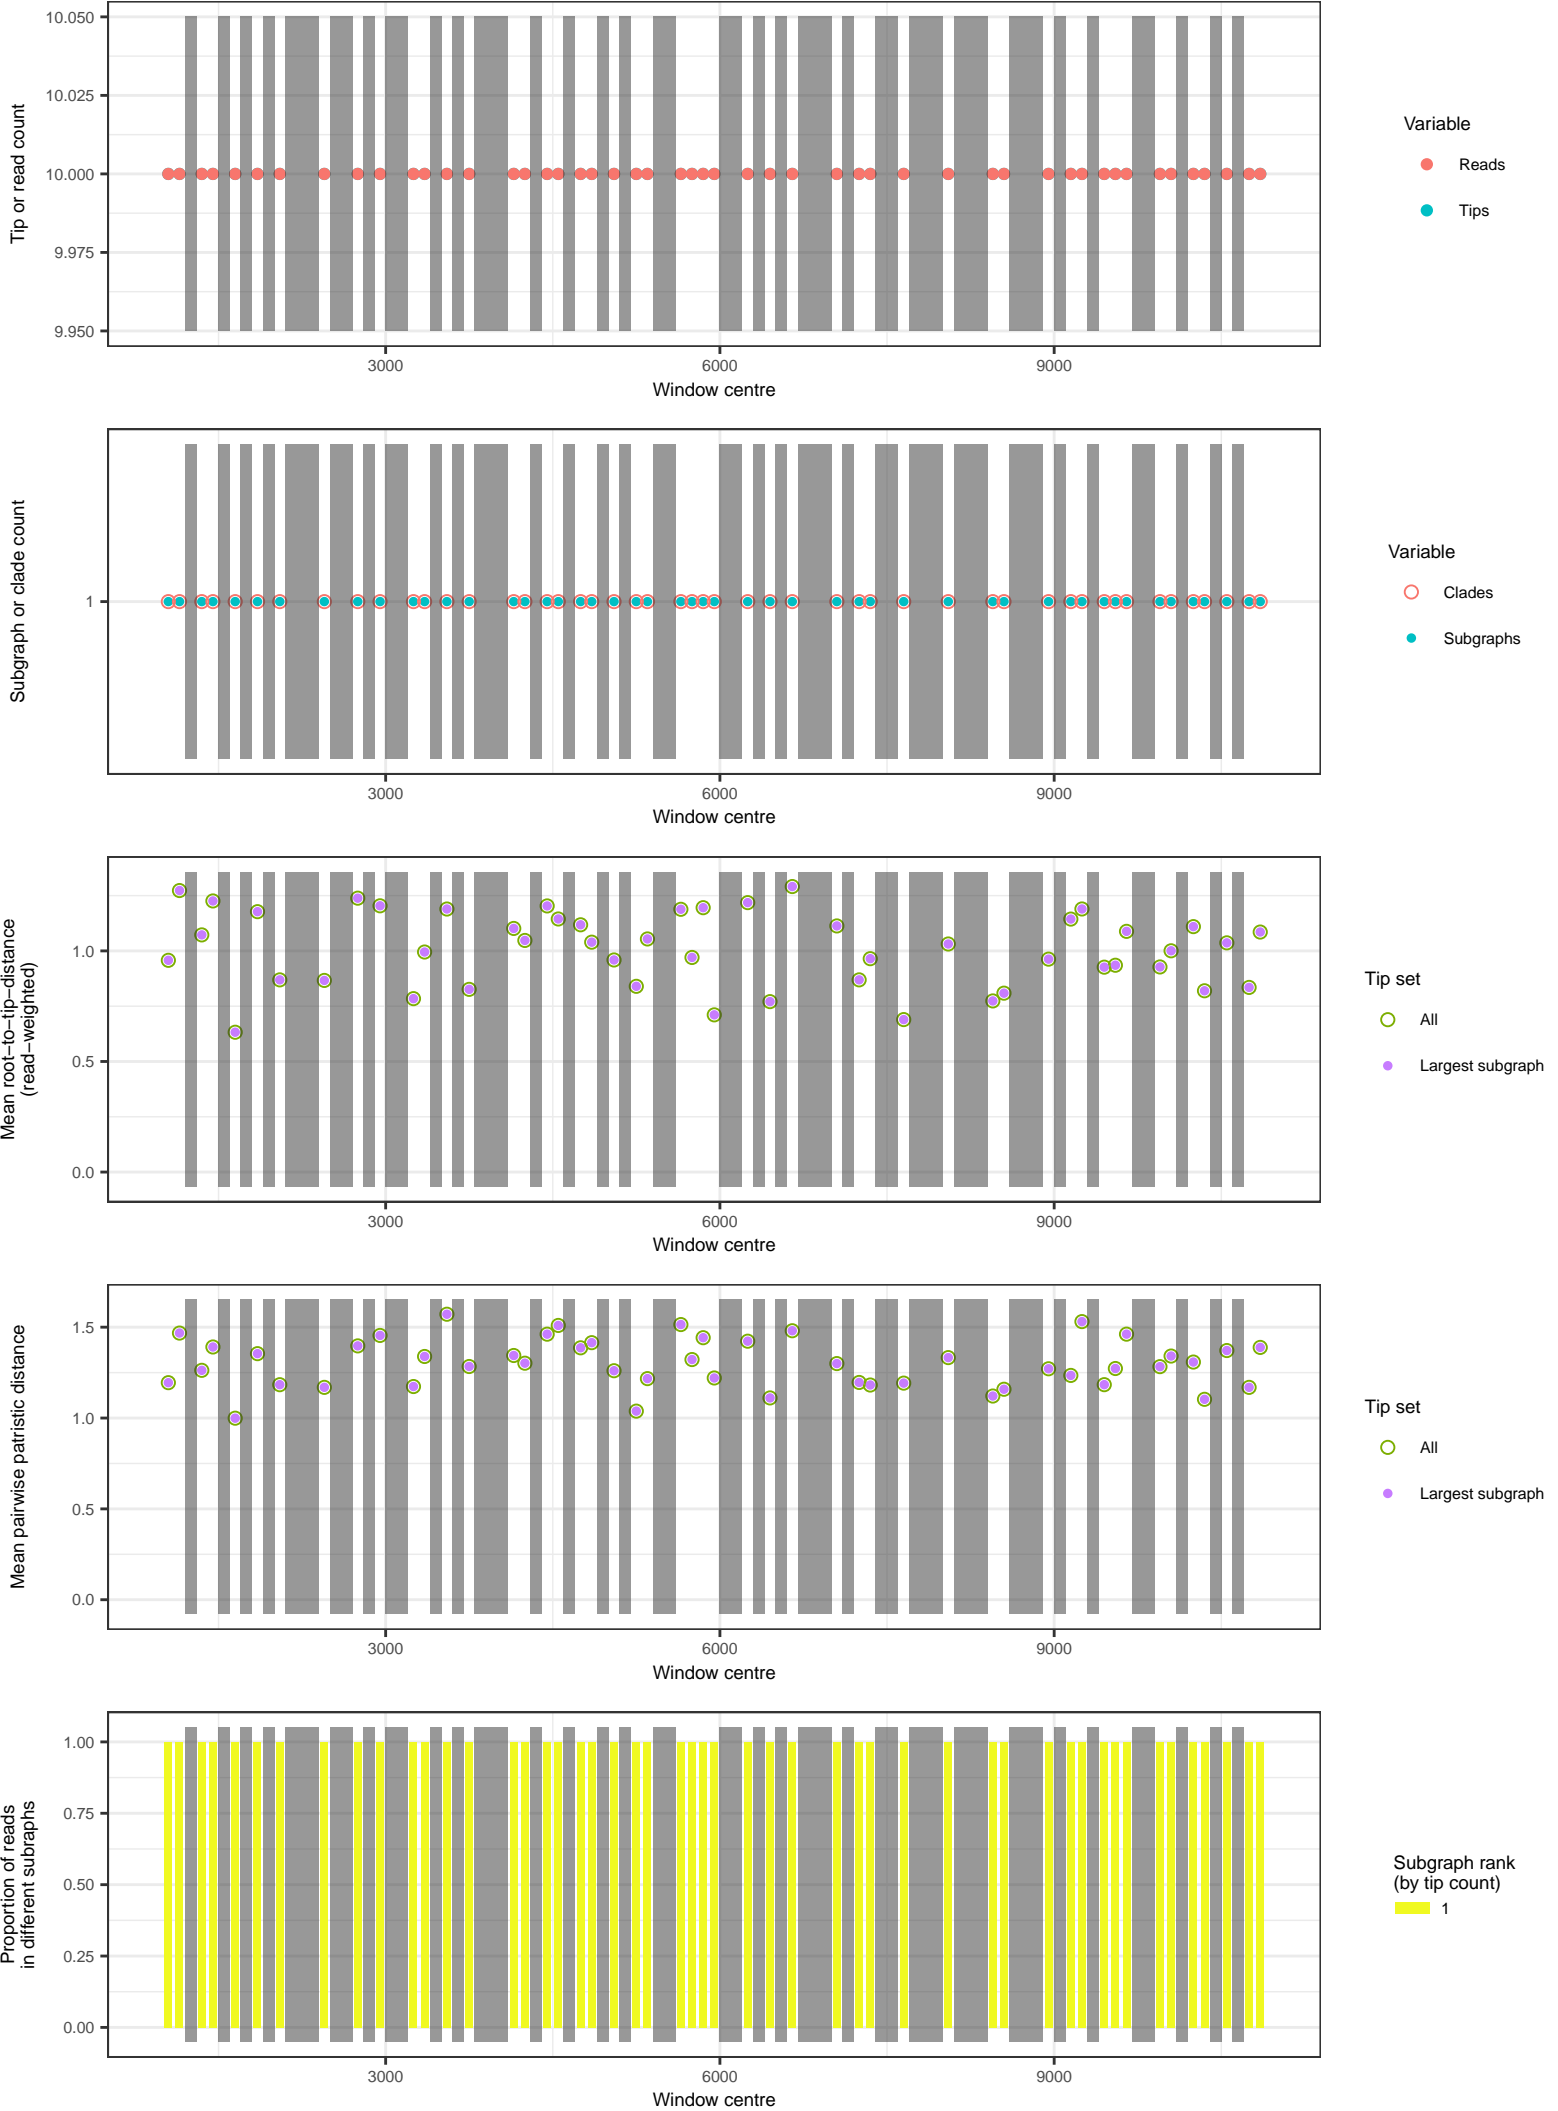 10.050
10.025
10.000
9.975
9.950
Tip or read count
3000
6000
9000
Window centre
Variable
Reads
Tips
1
Subgraph or clade count
3000
6000
9000
Window centre
Variable
Clades
Subgraphs
1.0
0.5
0.0
Mean root−to−tip−distance
(read−weighted)
3000
6000
9000
Window centre
Tip set
All
Largest subgraph
1.5
1.0
0.5
0.0
Mean pairwise patristic distance
3000
6000
9000
Window centre
Tip set
All
Largest subgraph
1.00
0.75
0.50
0.25
0.00
Proportion of reads
in different subraphs
3000
6000
9000
Window centre
Subgraph rank
(by tip count)
1